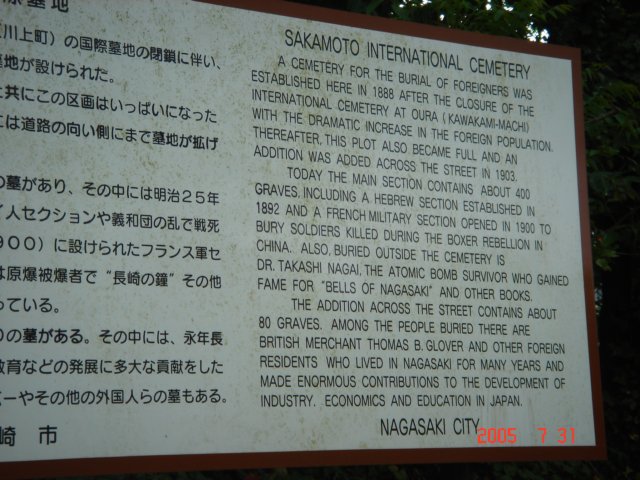 際墓地
川上町）の国際墓地の閉鎖に伴い、
墓地が設けられた。
と共にこの区画はいっぱいになった
には道路の向い側にまで墓地が拡げ
の墓があり、その中には明治２５年
イ人セクションや義和団の乱で戦死
９００）に設けられたフランス軍セ
は原爆被爆者で“長崎の鐘”その他
っている。
の墓がある。その中には、永年長
教育などの発展に多大な貢献をした
バーやその他の外国人らの墓もある。
崎 市
SAKAMOTO INTERNATIONAL CEMETERY
A CEMETERY FOR THE BURIAL OF FOREIGNERS WAS
ESTABLISHED HERE IN 1888 AFTER THE CLOSURE OF THE
INTERNATIONAL CEMETERY AT OURA (KAWAKAMI-MACHI)
WITH THE DRAMATIC INCREASE IN THE FOREIGN POPULATION.
THEREAFTER, THIS PLOT ALSO BECAME FULL AND AN
ADDITION WAS ADDED ACROSS THE STREET IN 1903.
TODAY THE MAIN SECTION CONTAINS ABOUT 400
GRAVES, INCLUDING A HEBREW SECTION ESTABLISHED IN
1892 AND A FRENCH MILITARY SECTION OPENED IN 1900 TO
BURY SOLDIERS KILLED DURING THE BOXER REBELLION IN
CHINA. ALSO, BURIED OUTSIDE THE CEMETERY IS
DR. TAKASHI NAGAI, THE ATOMIC BOMB SURVIVOR WHO GAINED
FAME FOR "BELLS OF NAGASAKI" AND OTHER BOOKS.
THE ADDITION ACROSS THE STREET CONTAINS ABOUT
80 GRAVES. AMONG THE PEOPLE BURIED THERE ARE
BRITISH MERCHANT THOMAS B. GLOVER AND OTHER FOREIGN
RESIDENTS WHO LIVED IN NAGASAKI FOR MANY YEARS AND
MADE ENORMOUS CONTRIBUTIONS TO THE DEVELOPMENT OF
INDUSTRY, ECONOMICS AND EDUCATION IN JAPAN.
NAGASAKI CITY
2005 7 31